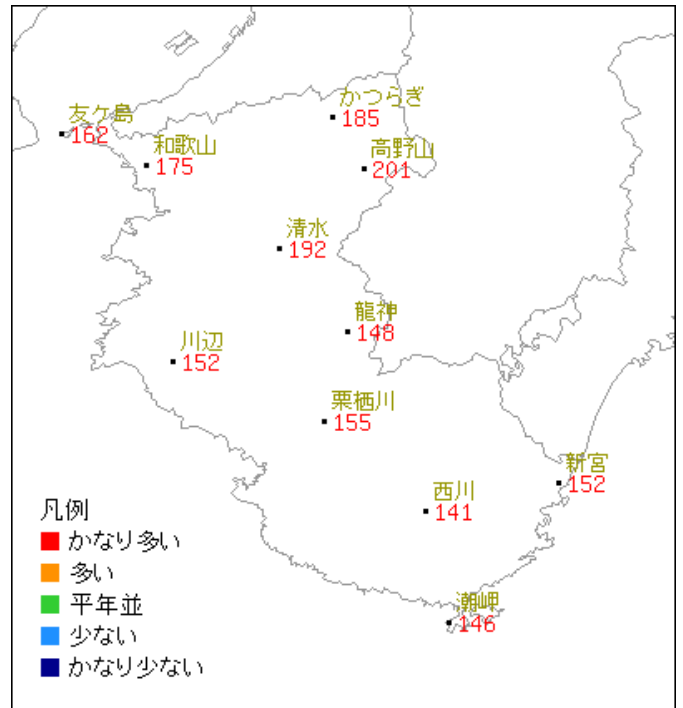 かつらぎ
185
友ケ島
162
和歌山
175
高野山
201
清水
192
龍神
148
川辺
152
栗栖川
155
新宮
152
西川
141
潮岬
146
凡例
かなり多い
多い
平年並
少ない
かなり少ない